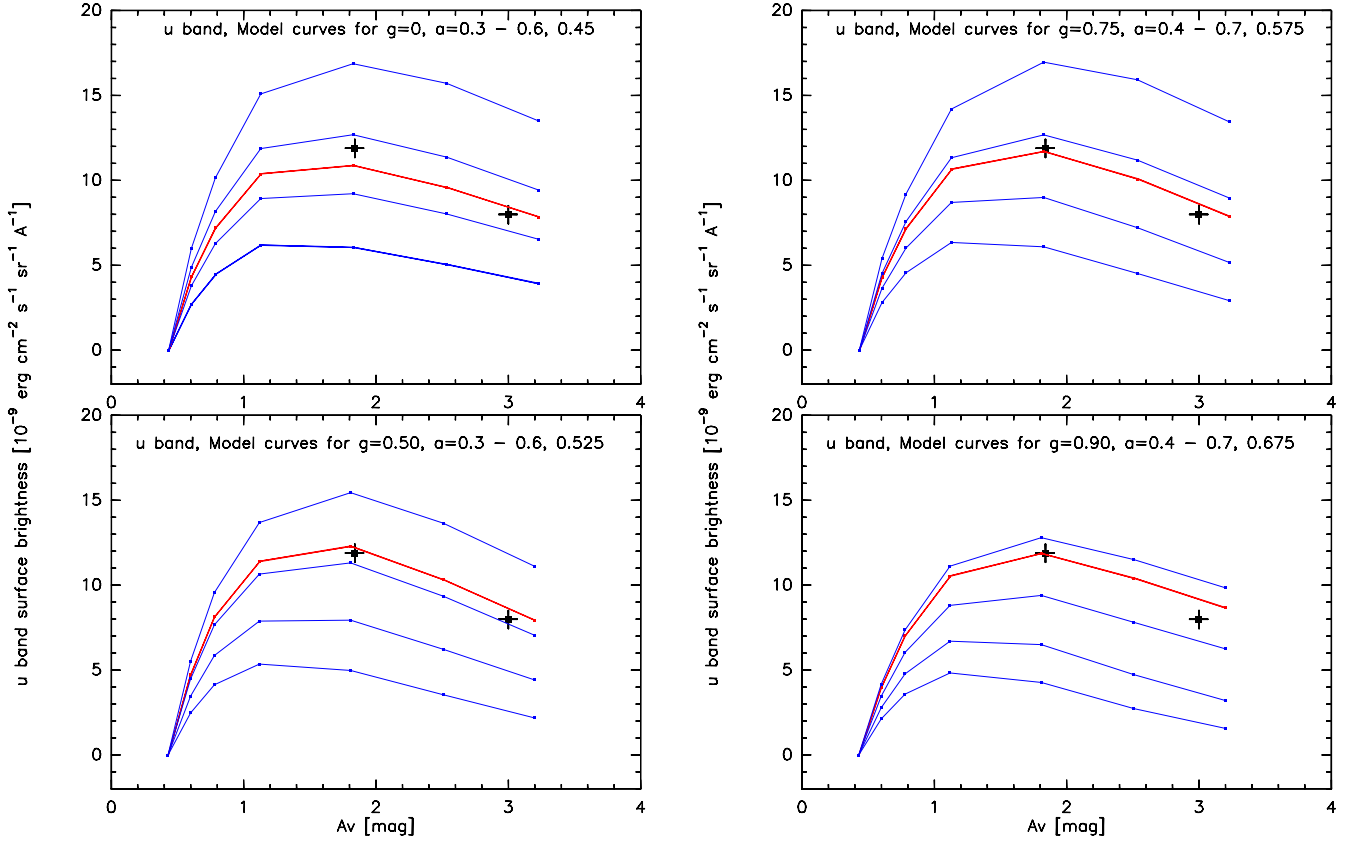 u band, Model curves for g=0, a=0.3 − 0.6, 0.45
20
15
10
5
0
0 1 2 3 4
u band, Model curves for g=0.75, a=0.4 − 0.7, 0.575
20
15
10
5
0
0 1 2 3 4
u band surface brightness [10⁻⁹ erg cm⁻² s⁻¹ sr⁻¹ A⁻¹]
u band surface brightness [10⁻⁹ erg cm⁻² s⁻¹ sr⁻¹ A⁻¹]
u band, Model curves for g=0.50, a=0.3 − 0.6, 0.525
20
15
10
5
0
0 1 2 3 4
Av [mag]
u band, Model curves for g=0.90, a=0.4 − 0.7, 0.675
20
15
10
5
0
0 1 2 3 4
Av [mag]